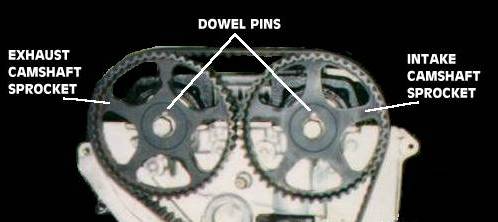 DOWEL PINS
EXHAUST
CAMSHAFT
SPROCKET
INTAKE
CAMSHAFT
SPROCKET